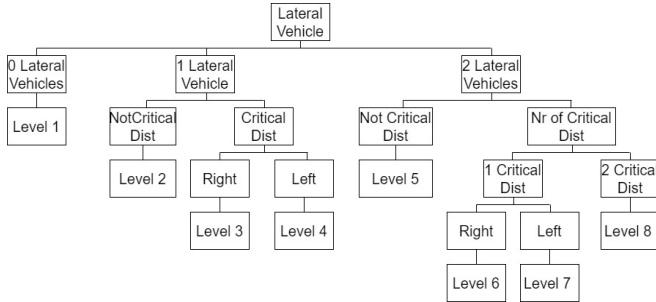 Lateral
Vehicle
0 Lateral
Vehicles
1 Lateral
Vehicle
2 Lateral
Vehicles
Level 1
NotCritical
Dist
Critical
Dist
Not Critical
Dist
Nr of Critical
Dist
Level 2
Right
Left
Level 5
1 Critical
Dist
2 Critical
Dist
Level 3
Level 4
Right
Left
Level 8
Level 6
Level 7